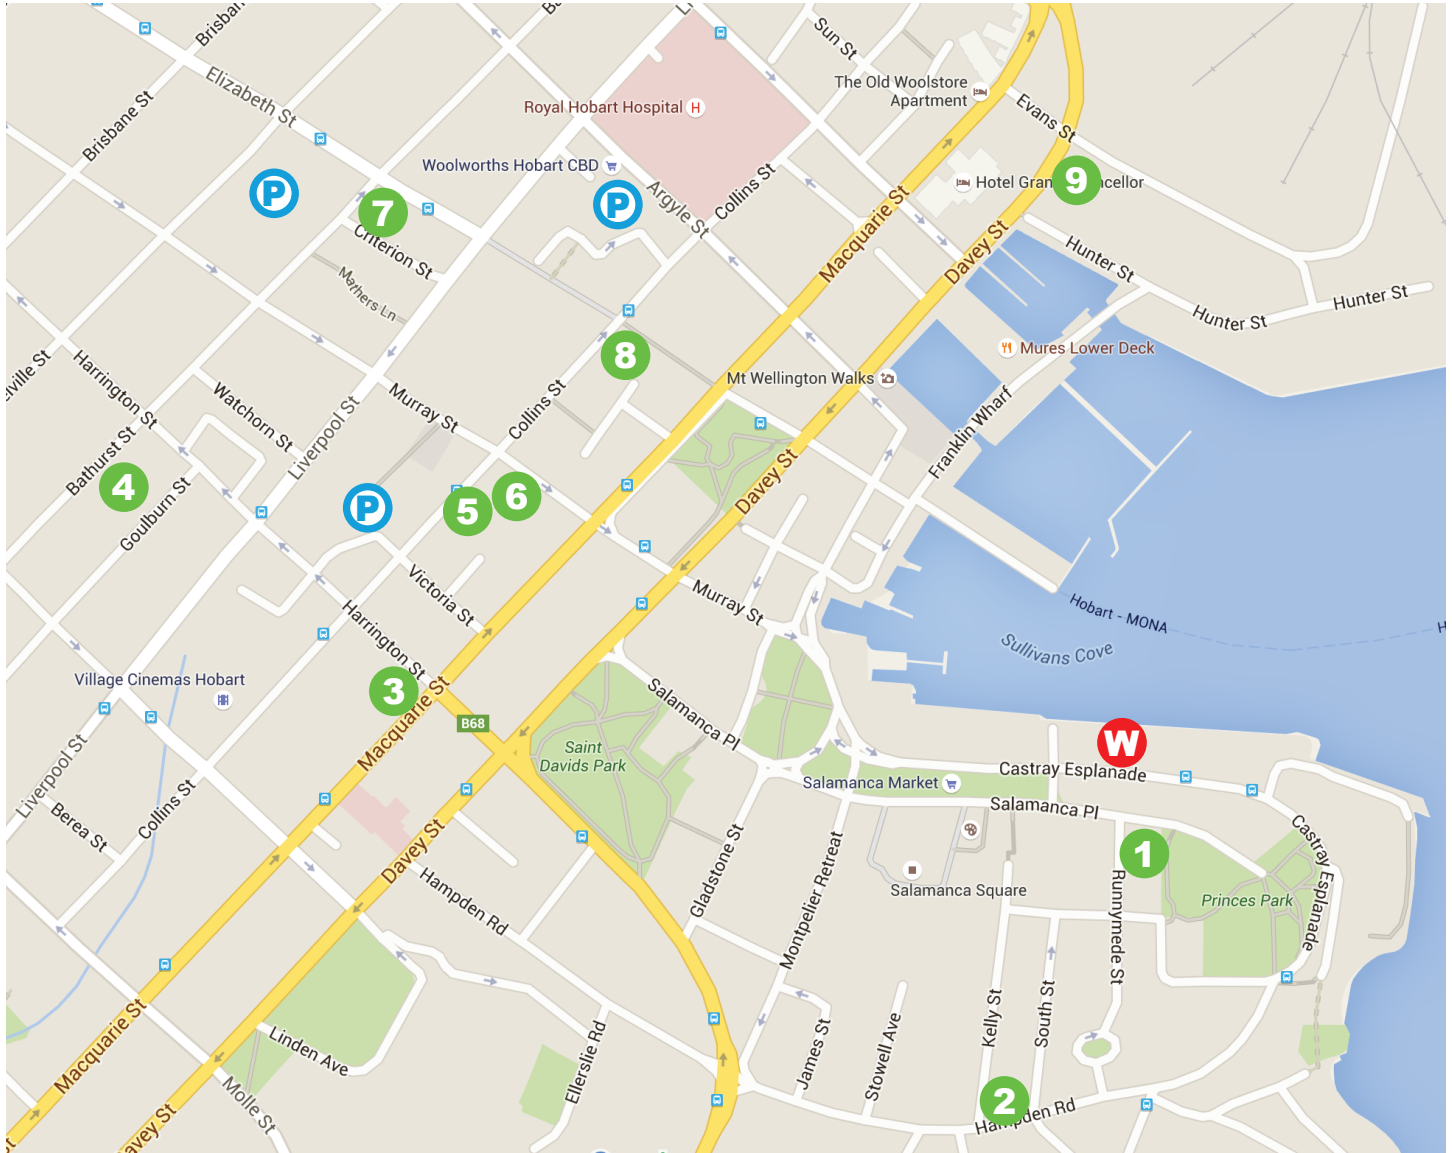 Elizabeth St
Brisbane St
Sun St
The Old Woolstore
Apartment
Evans St
Royal Hobart Hospital
H
Woolworths Hobart CBD
Argyle St
Collins St
P
P
7
9
Hotel Gran
ncellor
Criterion St
Mathers Ln
Macquarie St
Davey St
Hunter St
Hunter St
Hunter St
Mures Lower Deck
8
Mt Wellington Walks
Harrington St
Watchorn St
Murray St
Collins St
Liverpool St
Franklin Wharf
Bathurst St
4
Goulburn St
P
5
6
Davey St
Victoria St
Murray St
Hobart - MONA
Sullivans Cove
Harrington St
Village Cinemas Hobart
3
Macquarie St
B68
Salamanca Pl
Saint
Davids Park
W
Castray Esplanade
Salamanca Market
Salamanca Pl
Liverpool St
Berea St
Collins St
Davey St
1
Castray Esplanade
Salamanca Square
Princes Park
Gladstone St
Montpelier Retreat
Runnymede St
Hampden Rd
Kelly St
South St
Macquarie St
Linden Ave
Ellerslie Rd
James St
Stowell Ave
Molle St
2
Hampden Rd
avey St